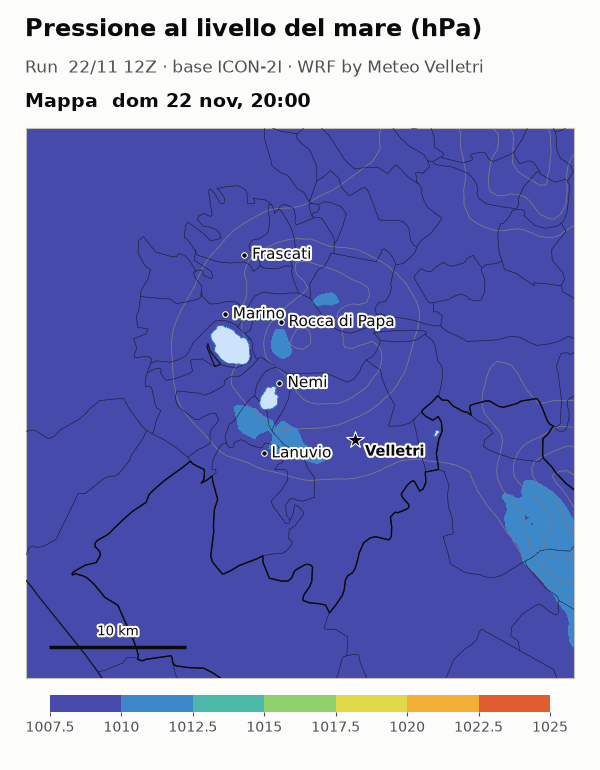 Pressione al livello del mare (hPa)
Run  22/11 12Z · base ICON-2I · WRF by Meteo Velletri
Mappa  dom 22 nov, 20:00
Frascati
Marino
Rocca di Papa
Nemi
Velletri
Lanuvio
10 km
1007.5 1010 1012.5 1015 1017.5 1020 1022.5 1025